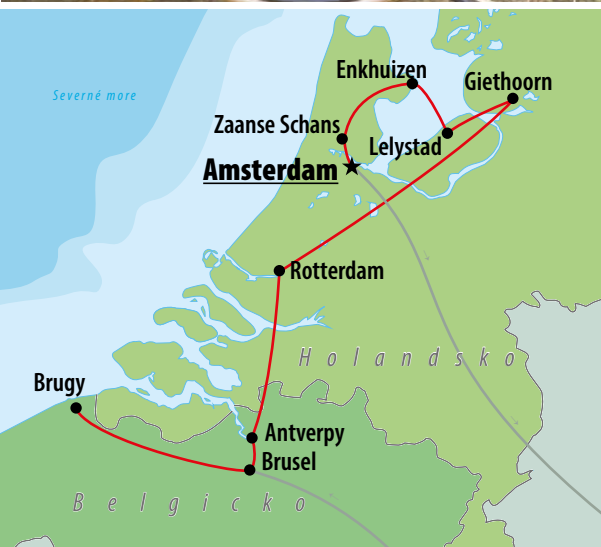 Enkhuizen
Giethoorn
Severné more
Zaanse Schans
Lelystad
Amsterdam
Rotterdam
Holandsko
Brugy
Antverpy
Brusel
Belgicko